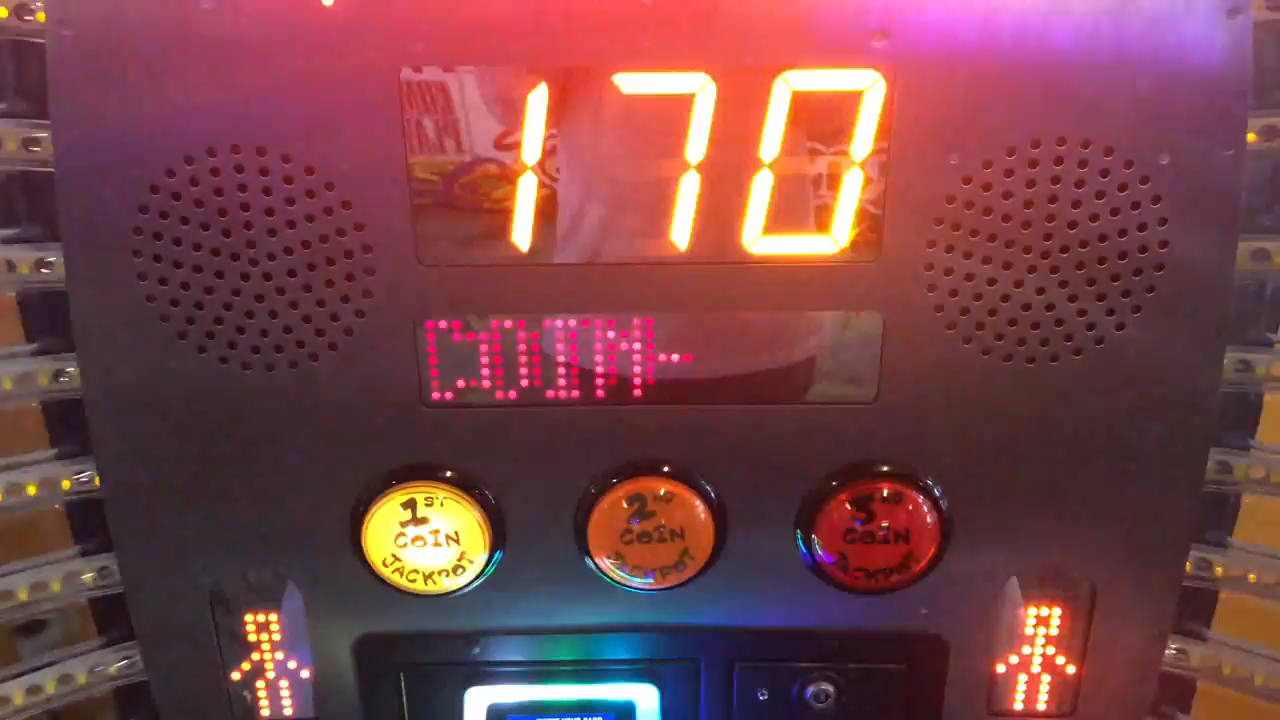 170
COIN
1ST COIN JACKPOT
2ND COIN JACKPOT
3RD COIN JACKPOT